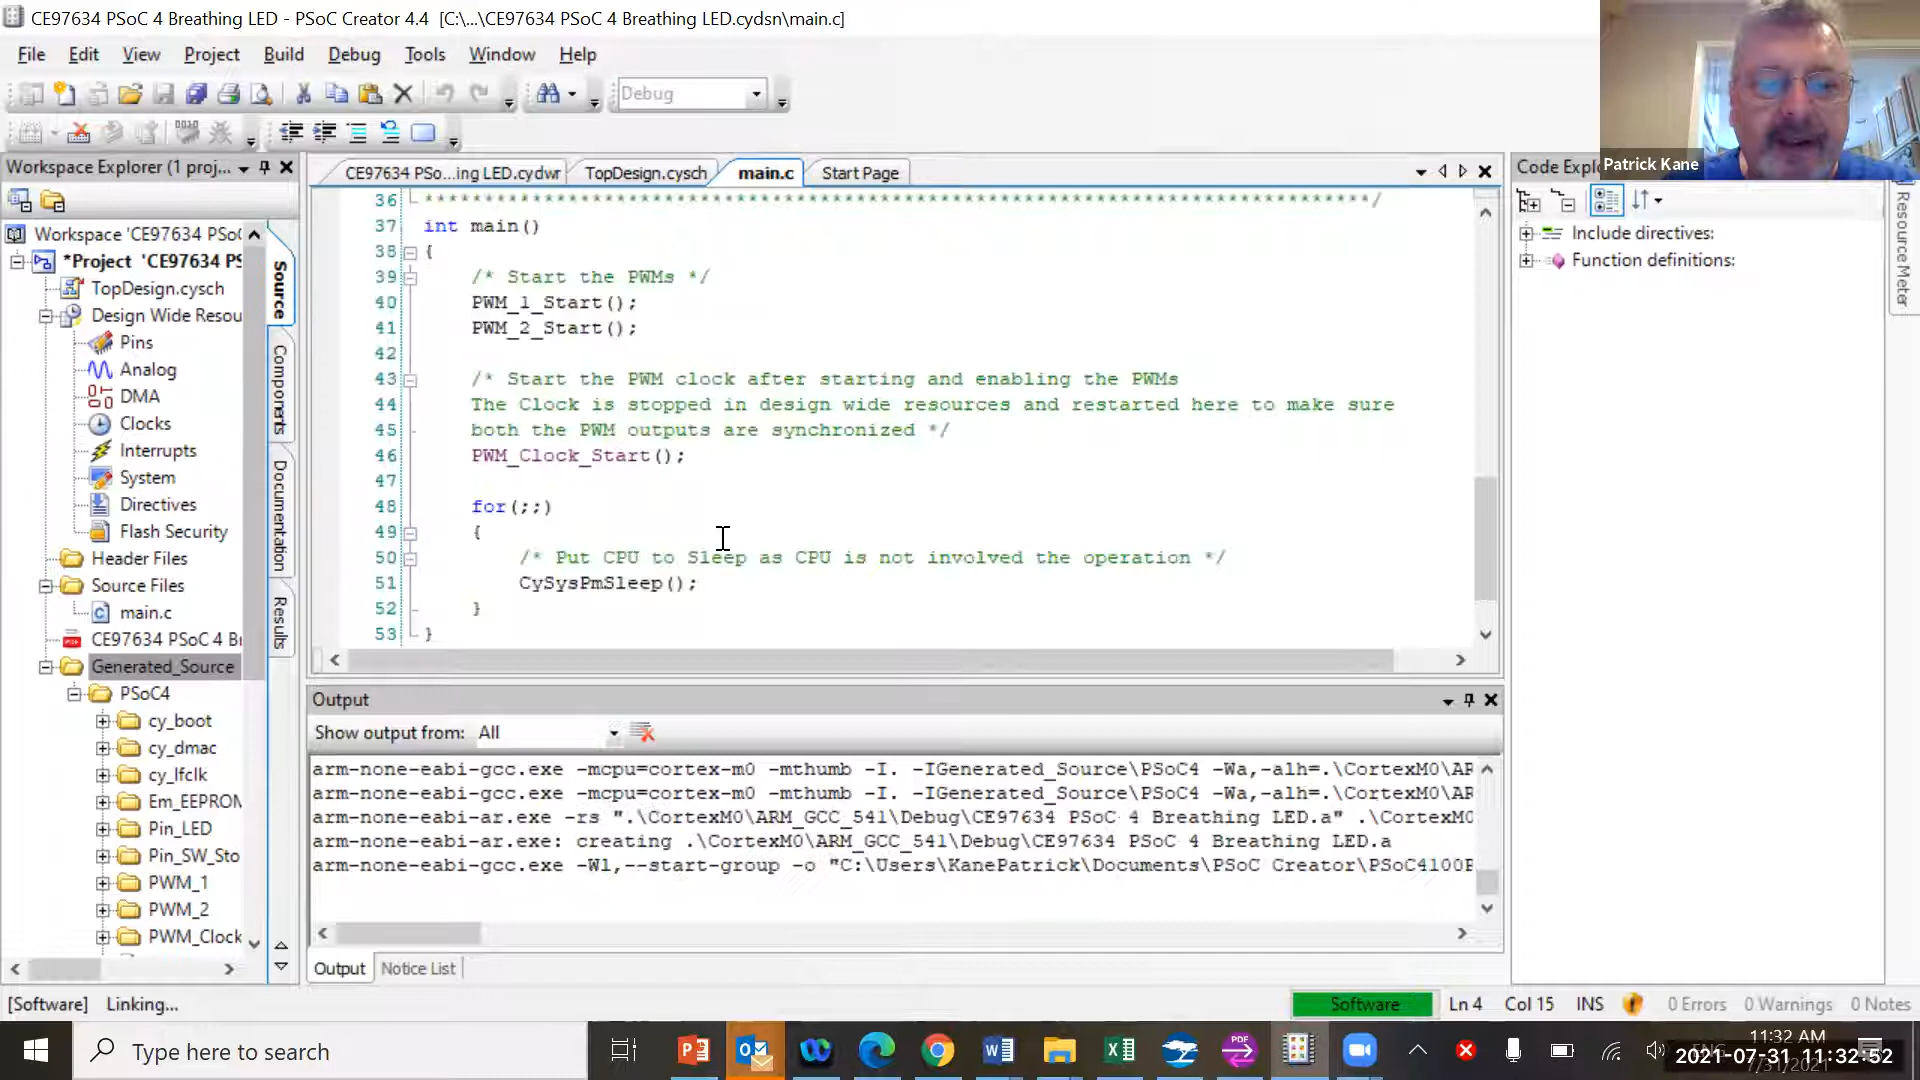 CE97634 PSoC 4 Breathing LED - PSoC Creator 4.4 [C:\...\CE97634 PSoC 4 Breathing LED.cydsn\main.c]
File Edit View Project Build Debug Tools Window Help
Debug
Workspace Explorer (1 proj...
Workspace 'CE97634 PSoC
*Project 'CE97634 PS
TopDesign.cysch
Design Wide Resou
Pins
Analog
DMA
Clocks
Interrupts
System
Directives
Flash Security
Header Files
Source Files
main.c
CE97634 PSoC 4 Br
Generated_Source
PSoC4
cy_boot
cy_dmac
cy_lfclk
Em_EEPROM
Pin_LED
Pin_SW_Sto
PWM_1
PWM_2
PWM_Clock
Source
Components
Documentation
Results
CE97634 PSo...ing LED.cydwr TopDesign.cysch main.c Start Page
36 *******************************************************************************/
37 int main()
38 {
39 /* Start the PWMs */
40 PWM_1_Start();
41 PWM_2_Start();
42
43 /* Start the PWM clock after starting and enabling the PWMs
44 The Clock is stopped in design wide resources and restarted here to make sure
45 both the PWM outputs are synchronized */
46 PWM_Clock_Start();
47
48 for(;;)
49 {
50 /* Put CPU to Sleep as CPU is not involved the operation */
51 CySysPmSleep();
52 }
53 }
Output
Show output from: All
arm-none-eabi-gcc.exe -mcpu=cortex-m0 -mthumb -I. -IGenerated_Source\PSoC4 -Wa,-alh=.\CortexM0\AR
arm-none-eabi-gcc.exe -mcpu=cortex-m0 -mthumb -I. -IGenerated_Source\PSoC4 -Wa,-alh=.\CortexM0\AR
arm-none-eabi-ar.exe -rs ".\CortexM0\ARM_GCC_541\Debug\CE97634 PSoC 4 Breathing LED.a" .\CortexM0
arm-none-eabi-ar.exe: creating .\CortexM0\ARM_GCC_541\Debug\CE97634 PSoC 4 Breathing LED.a
arm-none-eabi-gcc.exe -Wl,--start-group -o "C:\Users\KanePatrick\Documents\PSoC Creator\PSoC4100P
Output Notice List
Code Explo
Patrick Kane
Include directives:
Function definitions:
Resource Meter
[Software] Linking...
Software Ln 4 Col 15 INS 0 Errors 0 Warnings 0 Notes
Type here to search
PDF
11:32 AM
2021-07-31 11:32:52
7/31/2021